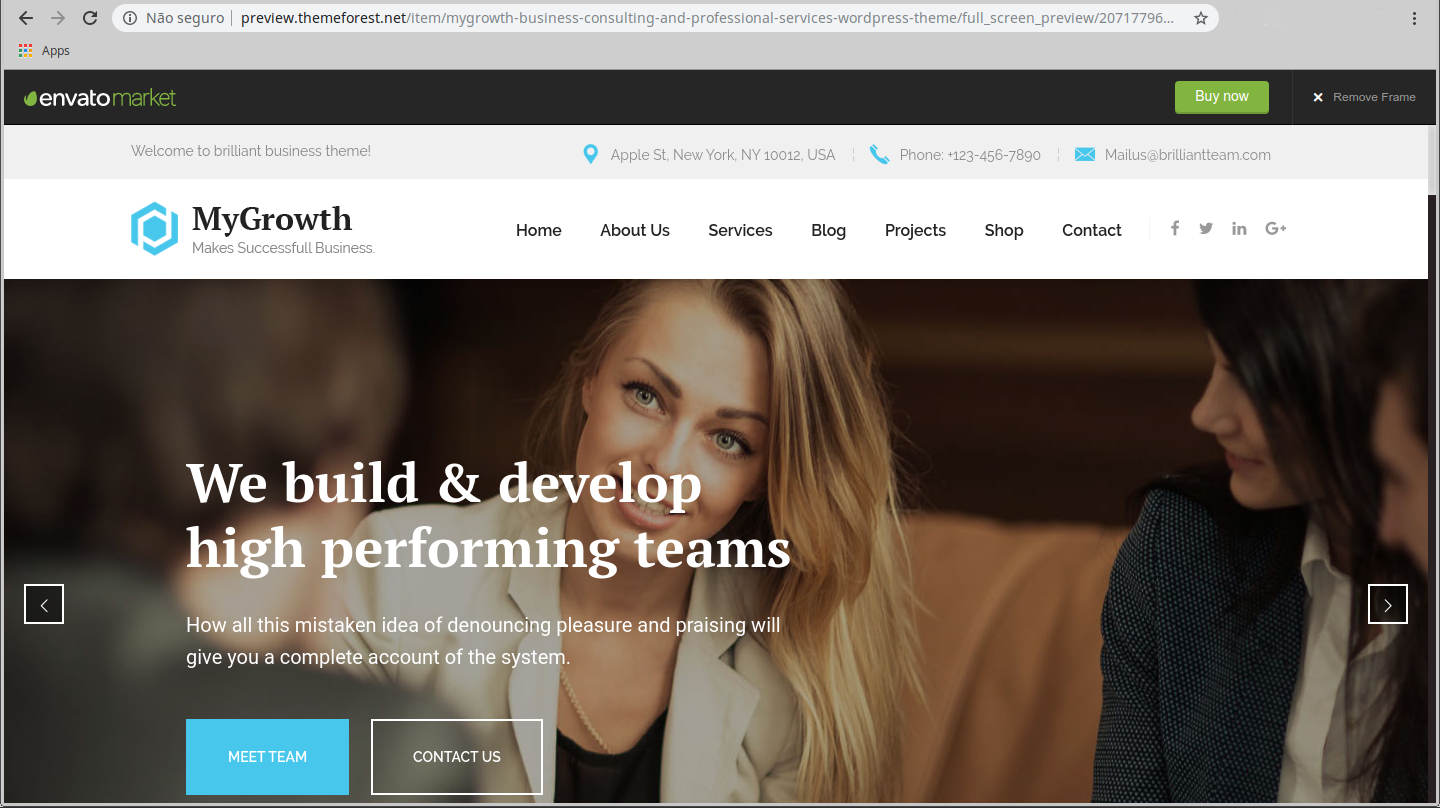 Não seguro preview.themeforest.net/item/mygrowth-business-consulting-and-professional-services-wordpress-theme/full_screen_preview/20717796...
Apps
envato market
Buy now
Remove Frame
Welcome to brilliant business theme!
Apple St, New York, NY 10012, USA
Phone: +123-456-7890
Mailus@brilliantteam.com
MyGrowth
Makes Successfull Business.
Home About Us Services Blog Projects Shop Contact
We build & develop
high performing teams
How all this mistaken idea of denouncing pleasure and praising will
give you a complete account of the system.
MEET TEAM
CONTACT US